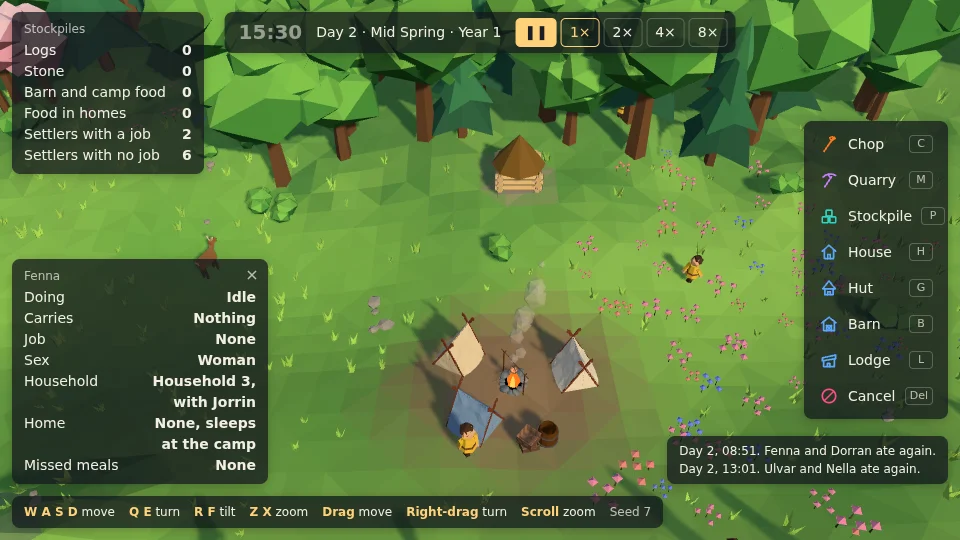 Stockpiles
Logs 0
Stone 0
Barn and camp food 0
Food in homes 0
Settlers with a job 2
Settlers with no job 6
15:30 Day 2 · Mid Spring · Year 1 1× 2× 4× 8×
Chop C
Quarry M
Stockpile P
House H
Hut G
Barn B
Lodge L
Cancel Del
Fenna ×
Doing Idle
Carries Nothing
Job None
Sex Woman
Household Household 3,
with Jorrin
Home None, sleeps
at the camp
Missed meals None
Day 2, 08:51. Fenna and Dorran ate again.
Day 2, 13:01. Ulvar and Nella ate again.
W A S D move Q E turn R F tilt Z X zoom Drag move Right-drag turn Scroll zoom Seed 7